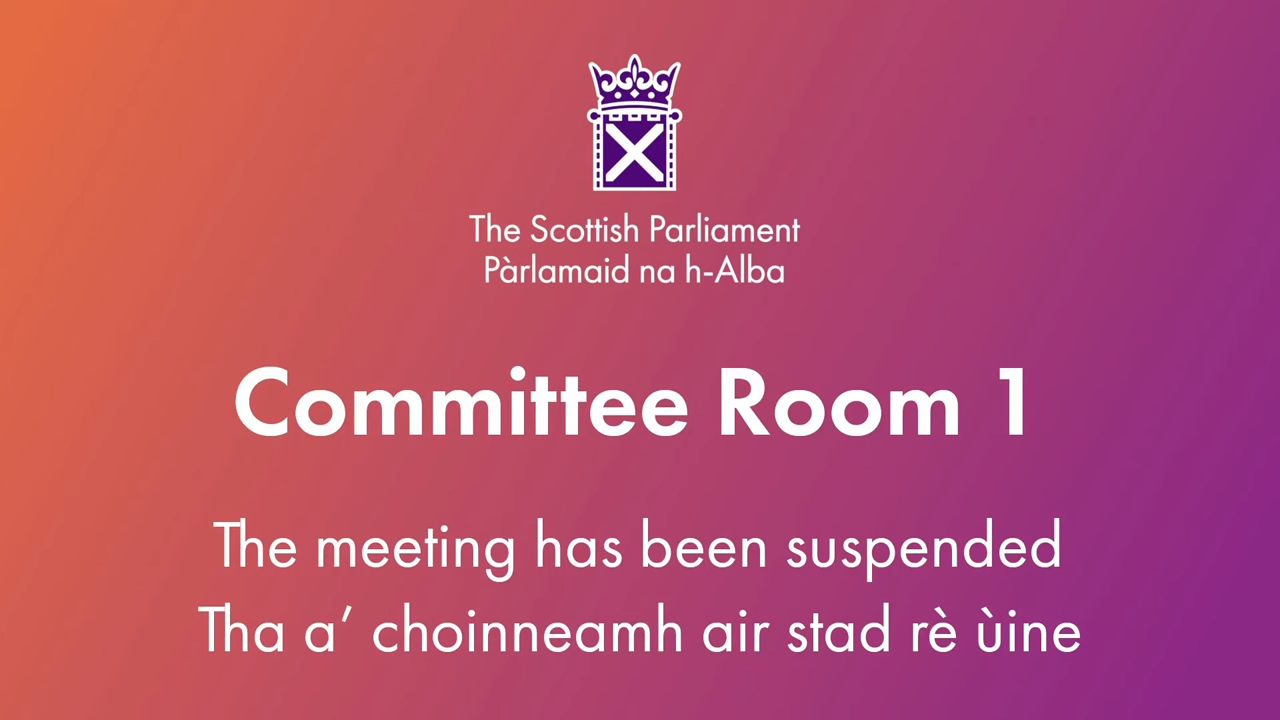 The Scottish Parliament
Pàrlamaid na h-Alba
Committee Room 1
The meeting has been suspended
Tha a’ choinneamh air stad rè ùine